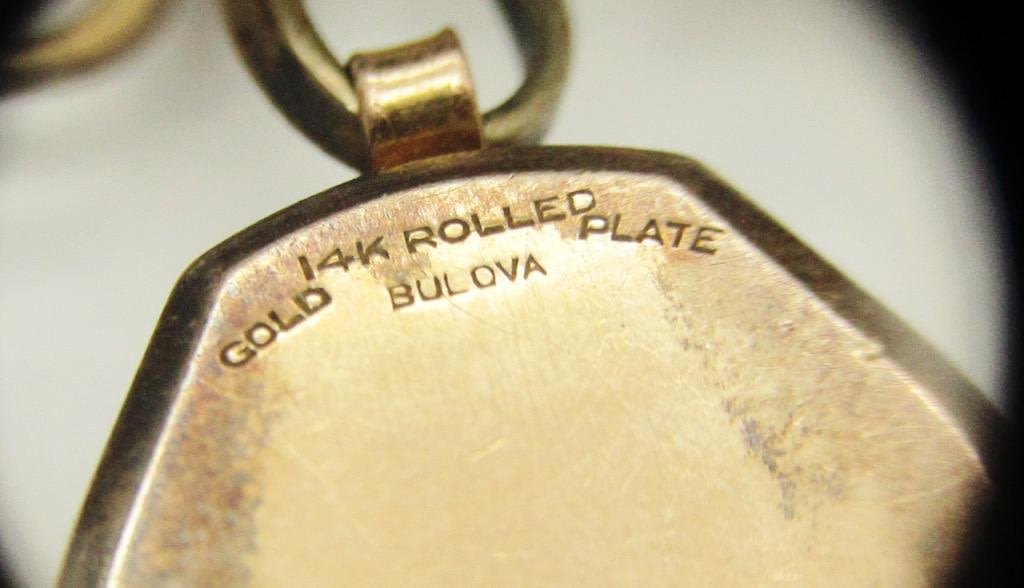 GOLD 14K ROLLED PLATE
BULOVA